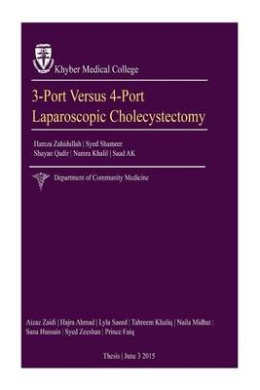 Khyber Medical College
3-Port Versus 4-Port
Laparoscopic Cholecystectomy
Hamza Zahidullah | Syed Shameer
Shayan Qadir | Namra Khalil | Saad AK
Department of Community Medicine
Aizaz Zaidi | Hajra Ahmad | Lyla Saeed | Tahreem Khaliq | Naila Midhat |
Sana Hussain | Syed Zeeshan | Prince Faiq
Thesis | June 3 2015